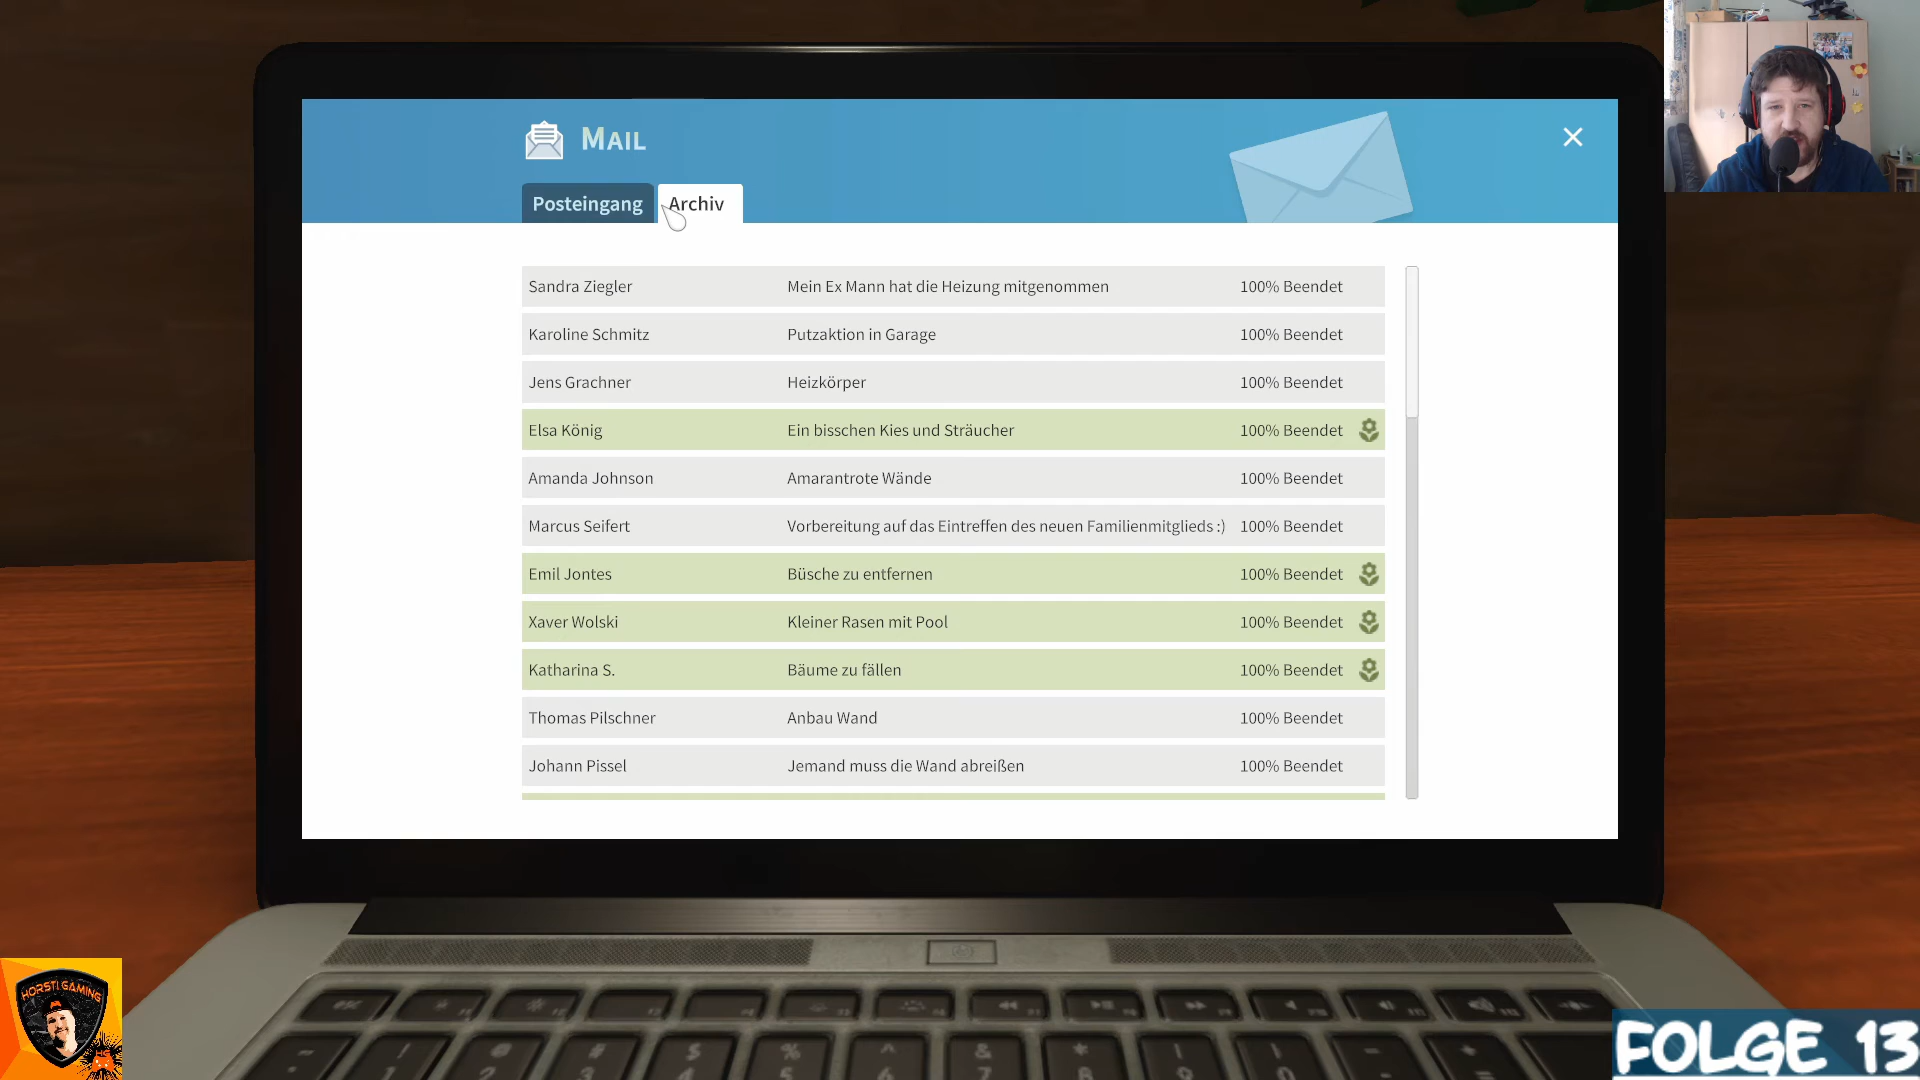 MAIL
Posteingang Archiv
Sandra Ziegler Mein Ex Mann hat die Heizung mitgenommen 100% Beendet
Karoline Schmitz Putzaktion in Garage 100% Beendet
Jens Grachner Heizkörper 100% Beendet
Elsa König Ein bisschen Kies und Sträucher 100% Beendet
Amanda Johnson Amarantrote Wände 100% Beendet
Marcus Seifert Vorbereitung auf das Eintreffen des neuen Familienmitglieds :) 100% Beendet
Emil Jontes Büsche zu entfernen 100% Beendet
Xaver Wolski Kleiner Rasen mit Pool 100% Beendet
Katharina S. Bäume zu fällen 100% Beendet
Thomas Pilschner Anbau Wand 100% Beendet
Johann Pissel Jemand muss die Wand abreißen 100% Beendet
HORSTI GAMING
HG
FOLGE 13